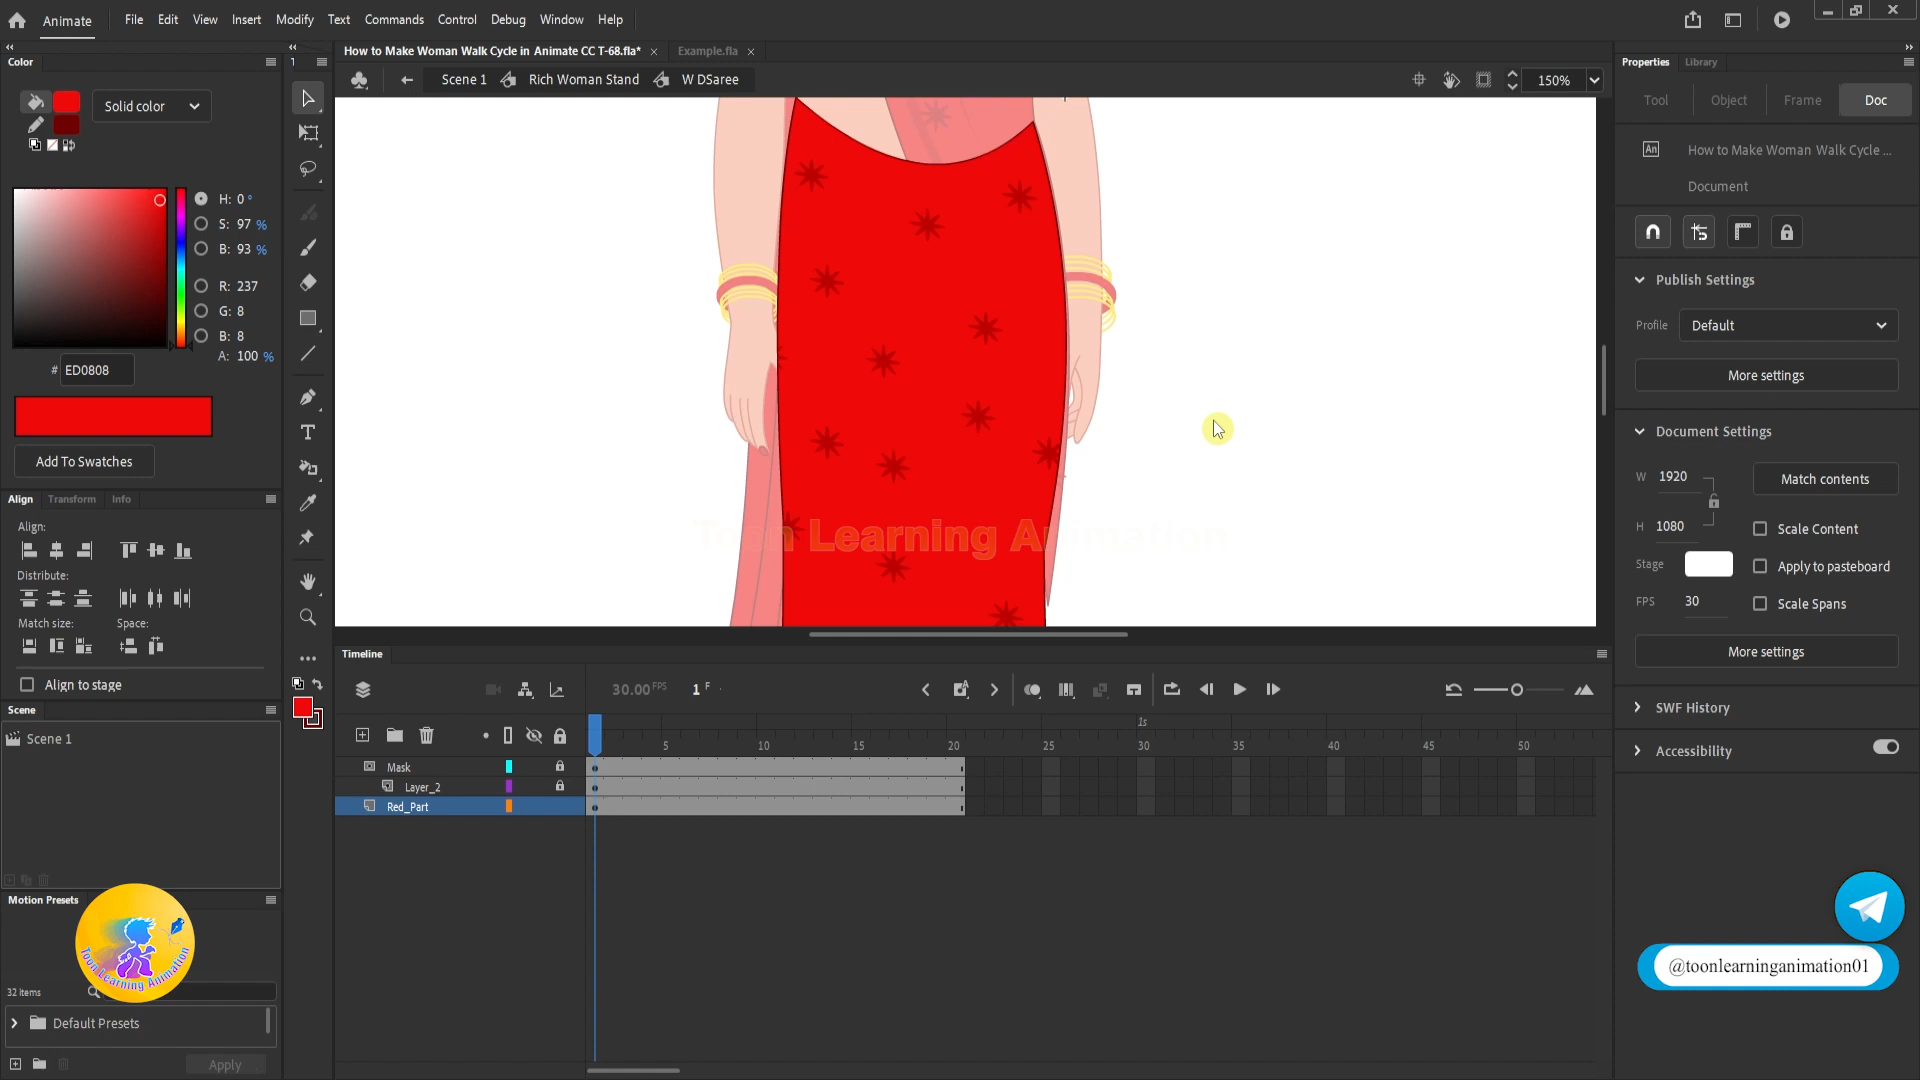 Animate
File Edit View Insert Modify Text Commands Control Debug Window Help
Color
How to Make Woman Walk Cycle in Animate CC T-68.fla* Example.fla
Properties Library
Scene 1 Rich Woman Stand W DSaree 150%
Tool Object Frame Doc
Solid color
An How to Make Woman Walk Cycle ...
Document
H: 0 °
S: 97 %
B: 93 %
R: 237
G: 8
B: 8
A: 100 %
# ED0808
Add To Swatches
Publish Settings
Profile Default
More settings
Document Settings
W 1920 Match contents
H 1080 Scale Content
Stage Apply to pasteboard
FPS 30 Scale Spans
More settings
SWF History
Accessibility
Align Transform Info
Align:
Distribute:
Match size: Space:
Align to stage
Toon Learning Animation
Scene
Scene 1
Timeline
30.00 FPS 1 F
1s
5 10 15 20 25 30 35 40 45 50
Mask
Layer_2
Red_Part
Motion Presets
Toon Learning Animation
32 items
Default Presets
Apply
@toonlearninganimation01